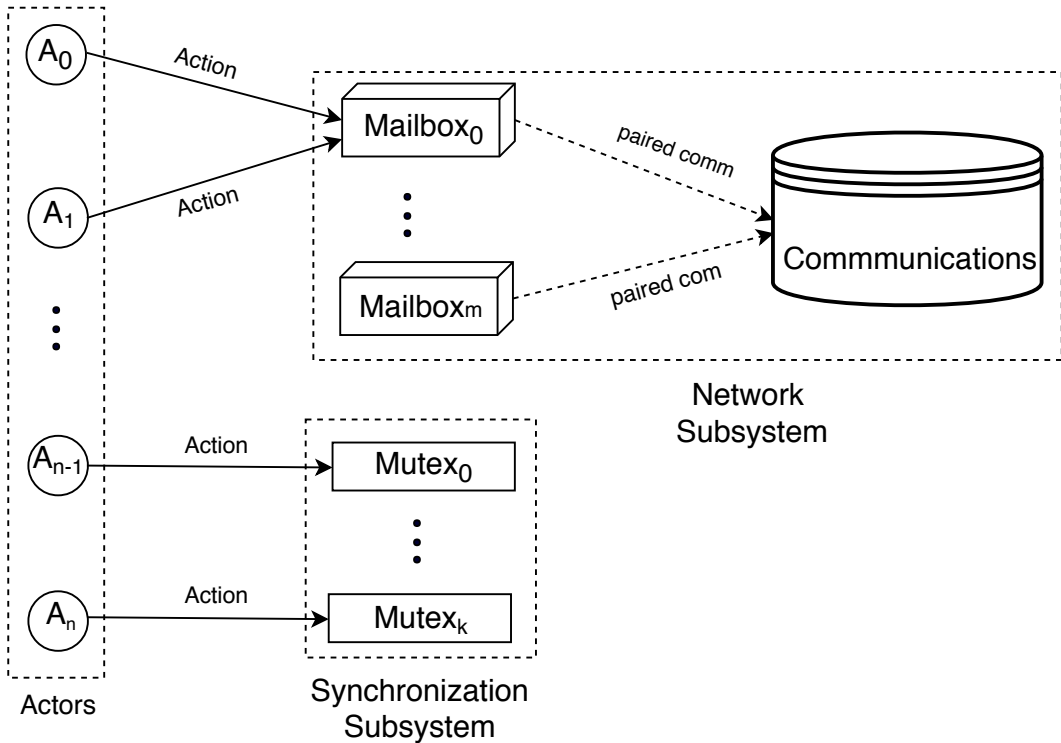 A0
Action
Mailbox0
paired comm
A1
Action
Commmunications
Mailboxm
paired com
Network
Subsystem
An-1
Action
Mutex0
An
Action
Mutexk
Actors
Synchronization
Subsystem